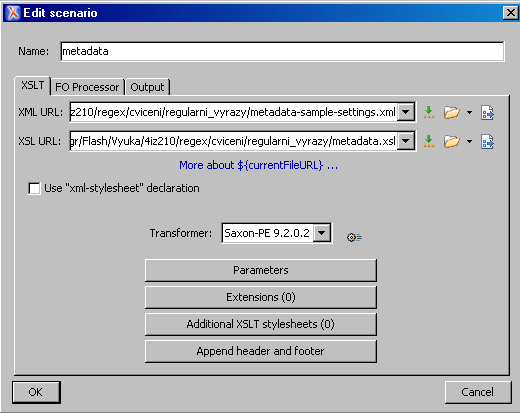 Edit scenario
Name: metadata
XSLT FO Processor Output
XML URL: z210/regex/cviceni/regularni_vyrazy/metadata-sample-settings.xml
XSL URL: gr/Flash/Vyuka/4iz210/regex/cviceni/regularni_vyrazy/metadata.xsl
More about ${currentFileURL} ...
Use "xml-stylesheet" declaration
Transformer: Saxon-PE 9.2.0.2
Parameters
Extensions (0)
Additional XSLT stylesheets (0)
Append header and footer
OK Cancel